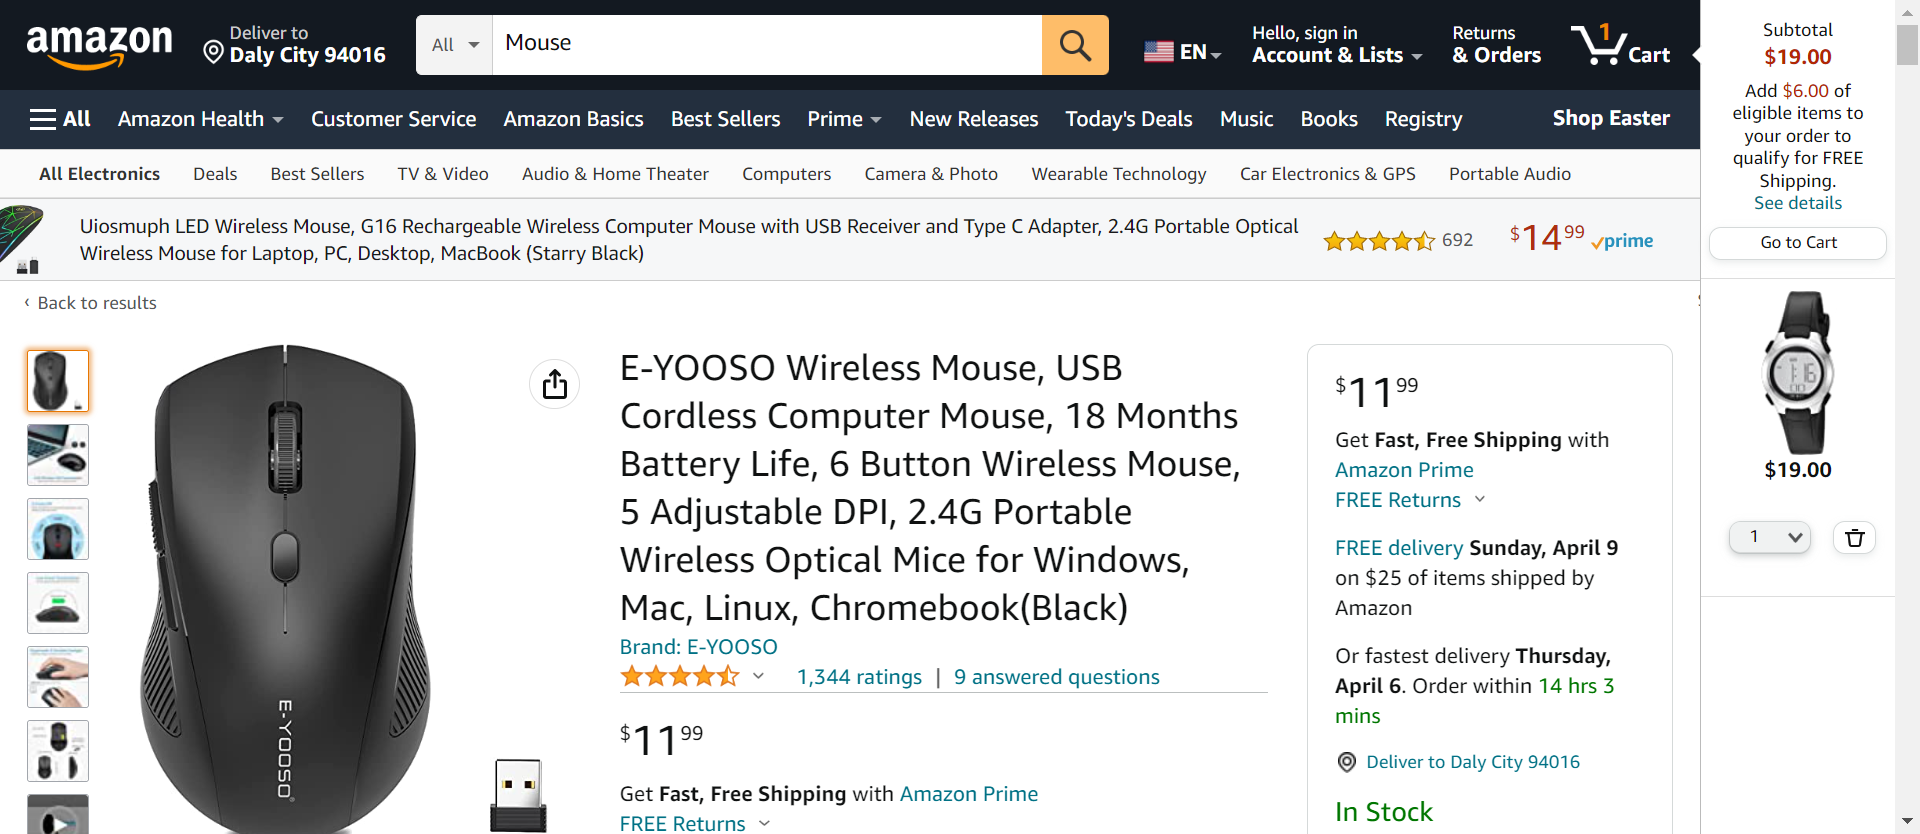 amazon
Deliver to
Daly City 94016
All
Mouse
EN
Hello, sign in
Account & Lists
Returns
& Orders
1
Cart
All
Amazon Health
Customer Service
Amazon Basics
Best Sellers
Prime
New Releases
Today's Deals
Music
Books
Registry
Shop Easter
All Electronics
Deals
Best Sellers
TV & Video
Audio & Home Theater
Computers
Camera & Photo
Wearable Technology
Car Electronics & GPS
Portable Audio
Uiosmuph LED Wireless Mouse, G16 Rechargeable Wireless Computer Mouse with USB Receiver and Type C Adapter, 2.4G Portable Optical
Wireless Mouse for Laptop, PC, Desktop, MacBook (Starry Black)
692
$14 99
prime
‹ Back to results
E-YOOSO
E-YOOSO Wireless Mouse, USB
Cordless Computer Mouse, 18 Months
Battery Life, 6 Button Wireless Mouse,
5 Adjustable DPI, 2.4G Portable
Wireless Optical Mice for Windows,
Mac, Linux, Chromebook(Black)
Brand: E-YOOSO
1,344 ratings | 9 answered questions
$11 99
Get Fast, Free Shipping with Amazon Prime
FREE Returns
$11 99
Get Fast, Free Shipping with
Amazon Prime
FREE Returns
FREE delivery Sunday, April 9
on $25 of items shipped by
Amazon
Or fastest delivery Thursday,
April 6. Order within 14 hrs 3
mins
Deliver to Daly City 94016
In Stock
Subtotal
$19.00
Add $6.00 of
eligible items to
your order to
qualify for FREE
Shipping.
See details
Go to Cart
$19.00
1